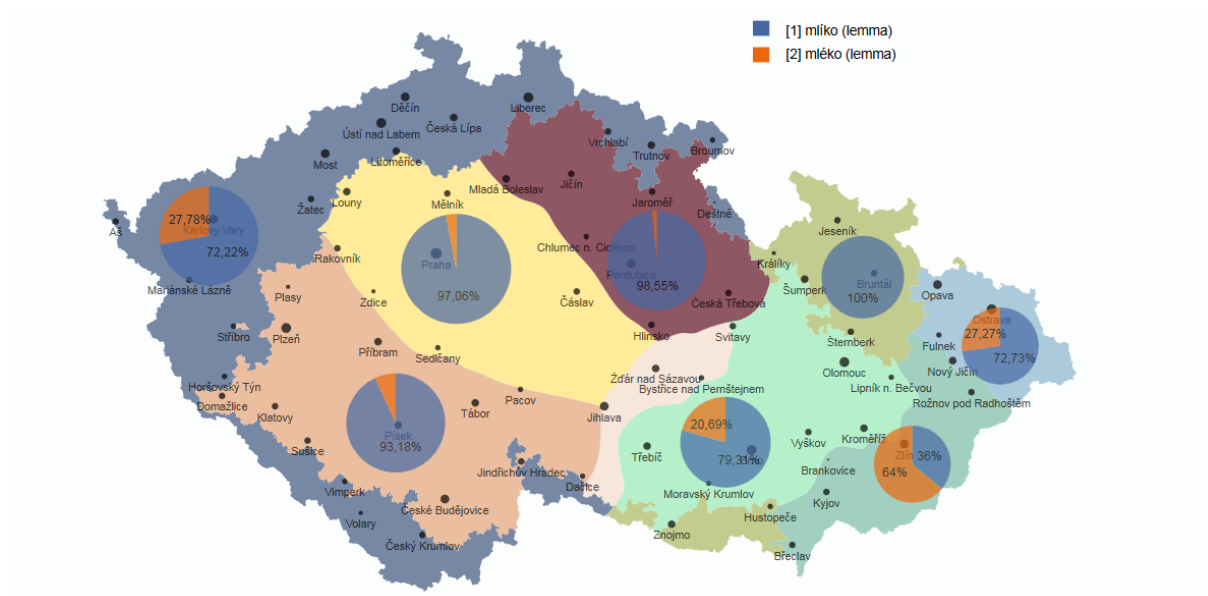 [1] mlíko (lemma)
[2] mléko (lemma)
Děčín
Liberec
Ústí nad Labem
Česká Lípa
Vrchlabí
Trutnov
Broumov
Most
Litoměřice
Jičín
Mladá Boleslav
Louny
Mělník
Žatec
Jaroměř
Deštné
27,78%
Karlovy Vary
Aš
72,22%
Jeseník
Chlumec n. Cidlinou
Rakovník
Praha
Králíky
Pardubice
Mariánské Lázně
Plasy
97,06%
98,55%
Šumperk
Bruntál
100%
Opava
Zdice
Čáslav
Česká Třebová
Ostrava
Stříbro
Plzeň
Hlinsko
Svitavy
27,27%
Šternberk
Fulnek
Příbram
Sedlčany
72,73%
Nový Jičín
Olomouc
Žďár nad Sázavou
Bystřice nad Pernštejnem
Lipník n. Bečvou
Horšovský Týn
Domažlice
Rožnov pod Radhoštěm
Pacov
Klatovy
Tábor
Jihlava
20,69%
Písek
Vyškov
Kroměříž
93,18%
Sušice
Třebíč
79,31%
Zlín
36%
Brankovice
64%
Jindřichův Hradec
Dačice
Vimperk
Moravský Krumlov
Kyjov
České Budějovice
Volary
Hustopeče
Znojmo
Český Krumlov
Břeclav